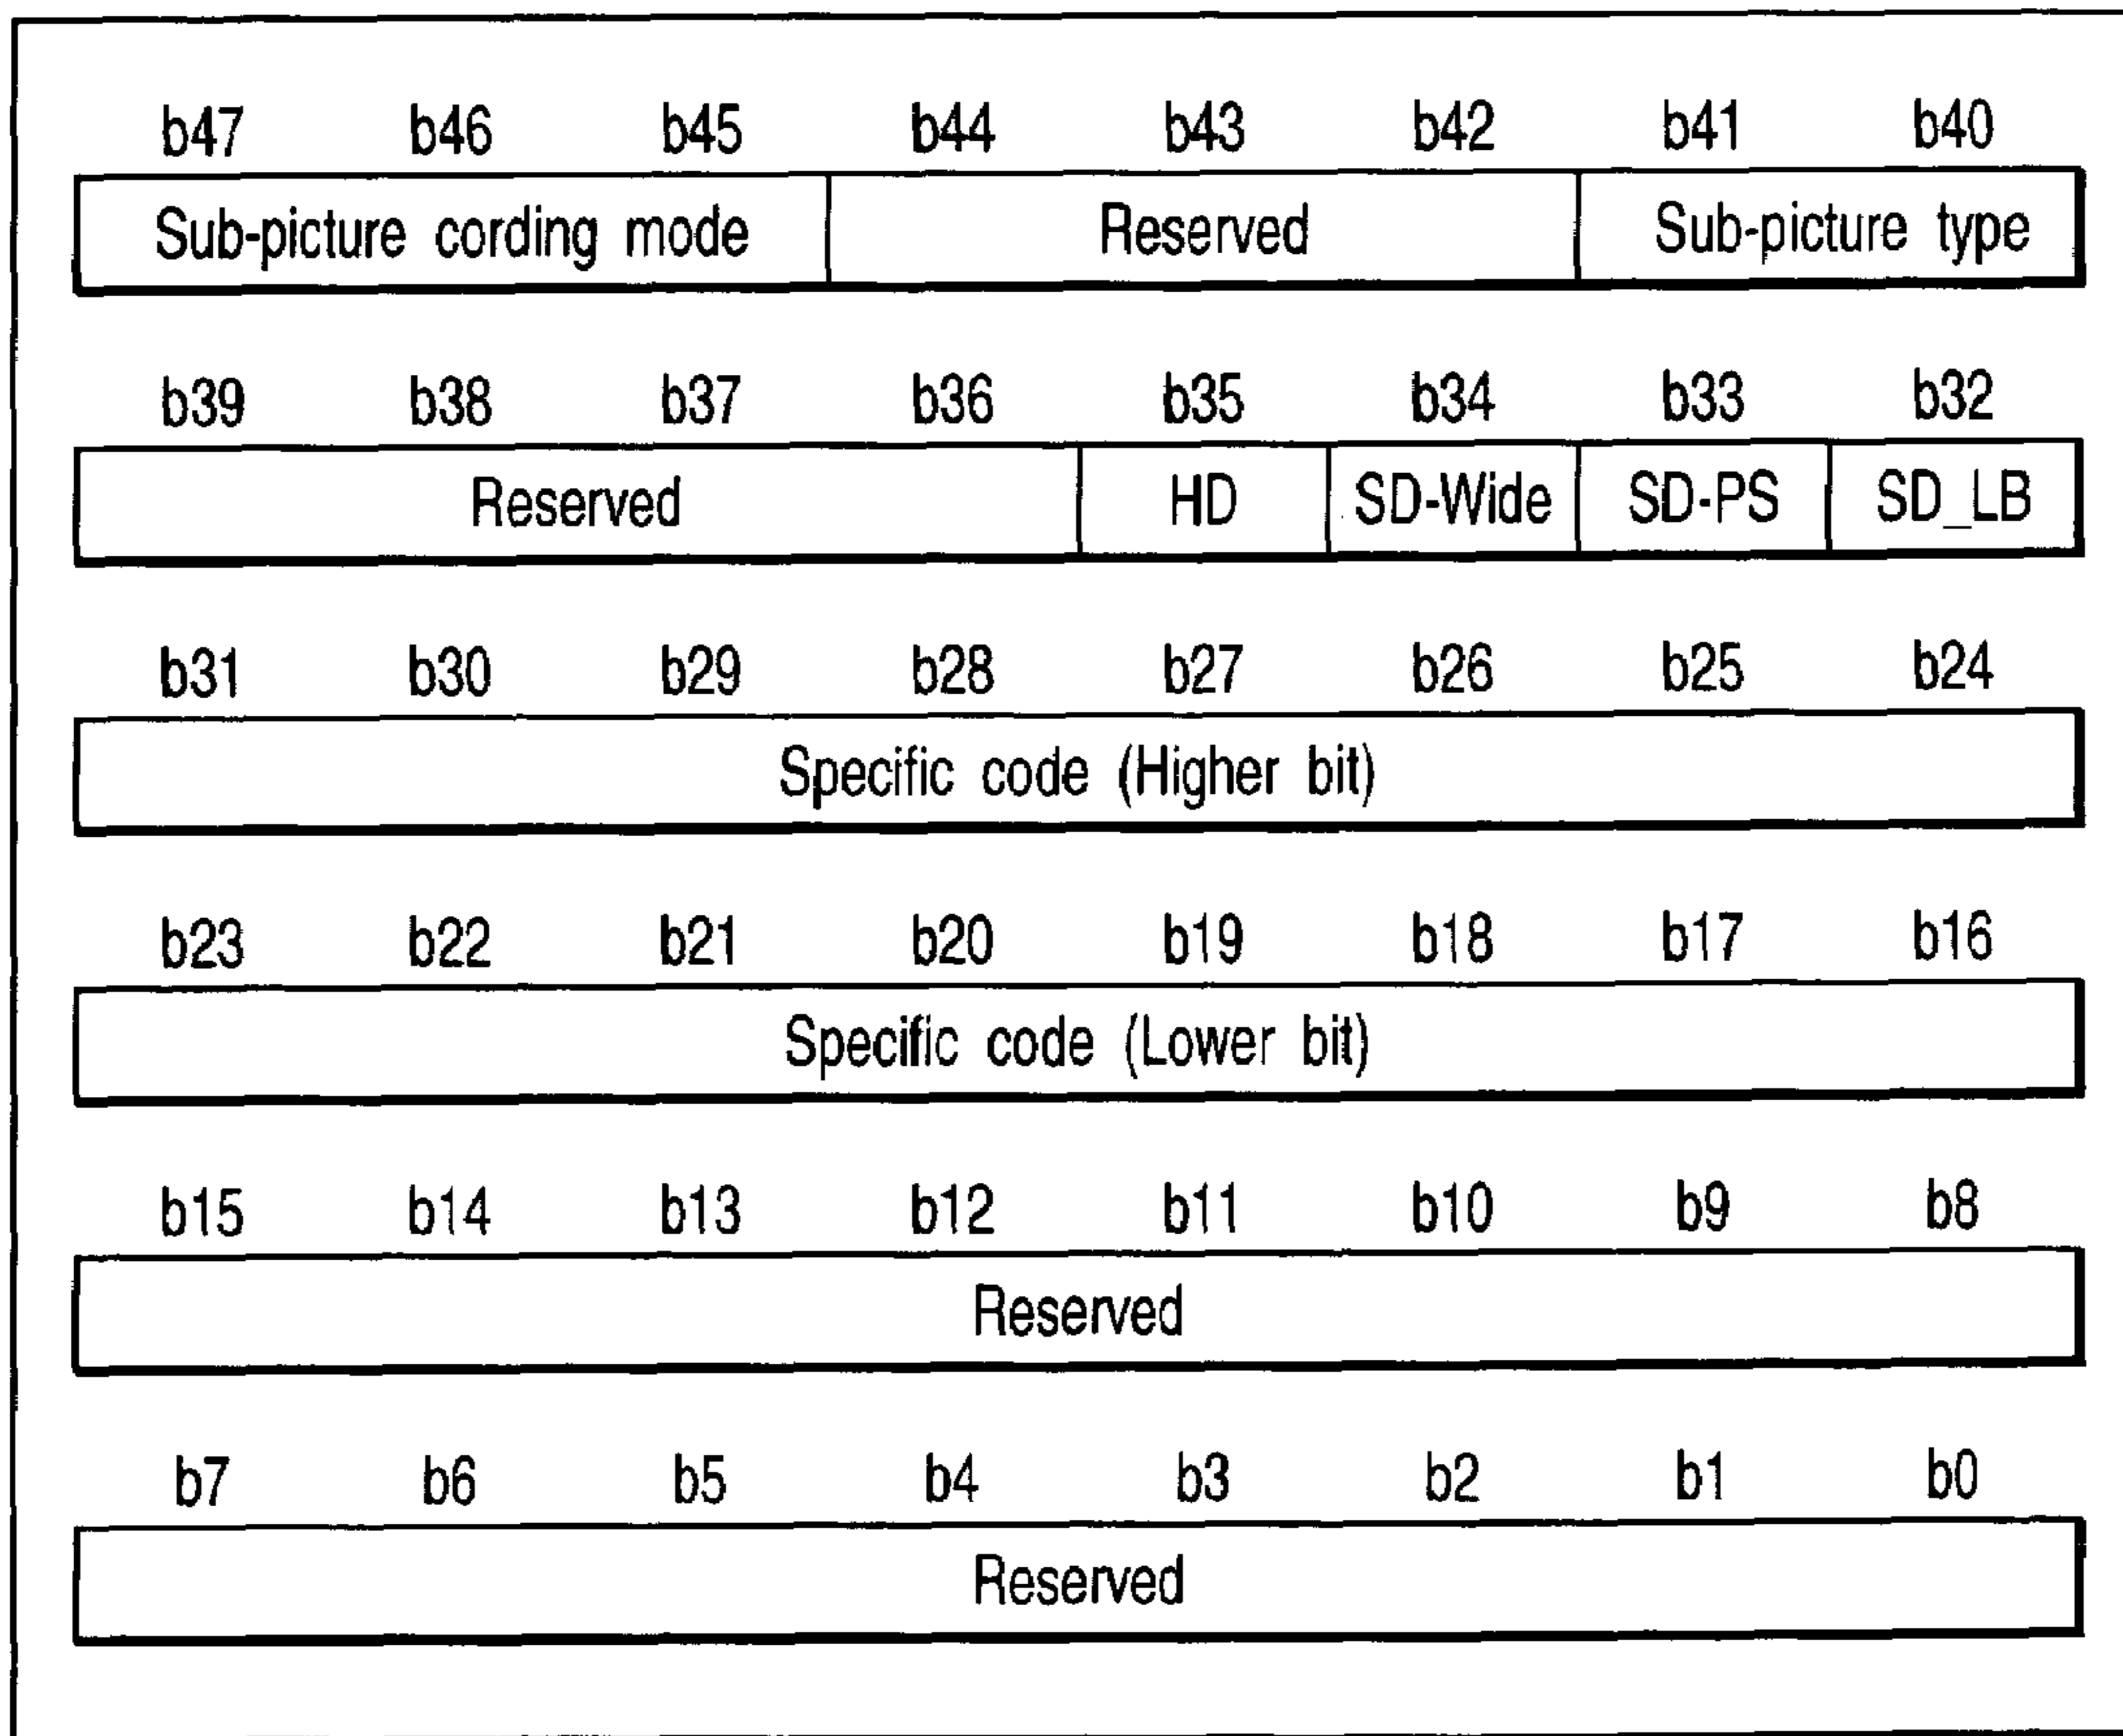 b47 b46 b45 b44 b43 b42 b41 b40
Sub-picture cording mode Reserved Sub-picture type
b39 b38 b37 b36 b35 b34 b33 b32
Reserved HD SD-Wide SD-PS SD_LB
b31 b30 b29 b28 b27 b26 b25 b24
Specific code (Higher bit)
b23 b22 b21 b20 b19 b18 b17 b16
Specific code (Lower bit)
b15 b14 b13 b12 b11 b10 b9 b8
Reserved
b7 b6 b5 b4 b3 b2 b1 b0
Reserved